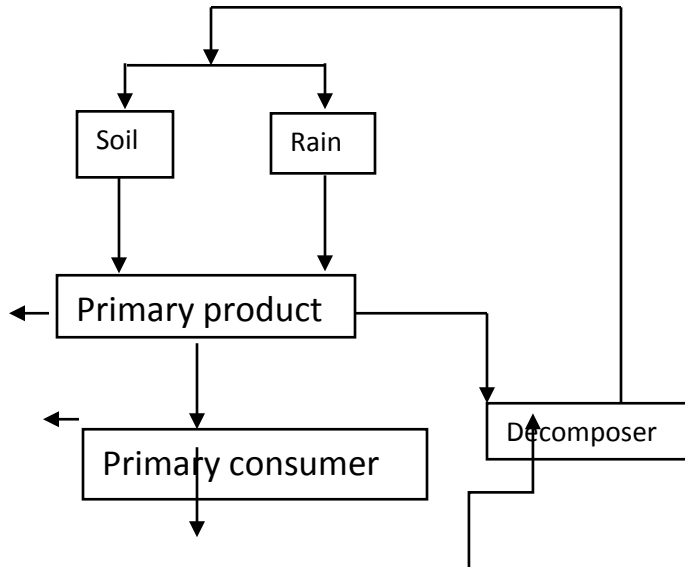 Soil
Rain
Primary product
Decomposer
Primary consumer